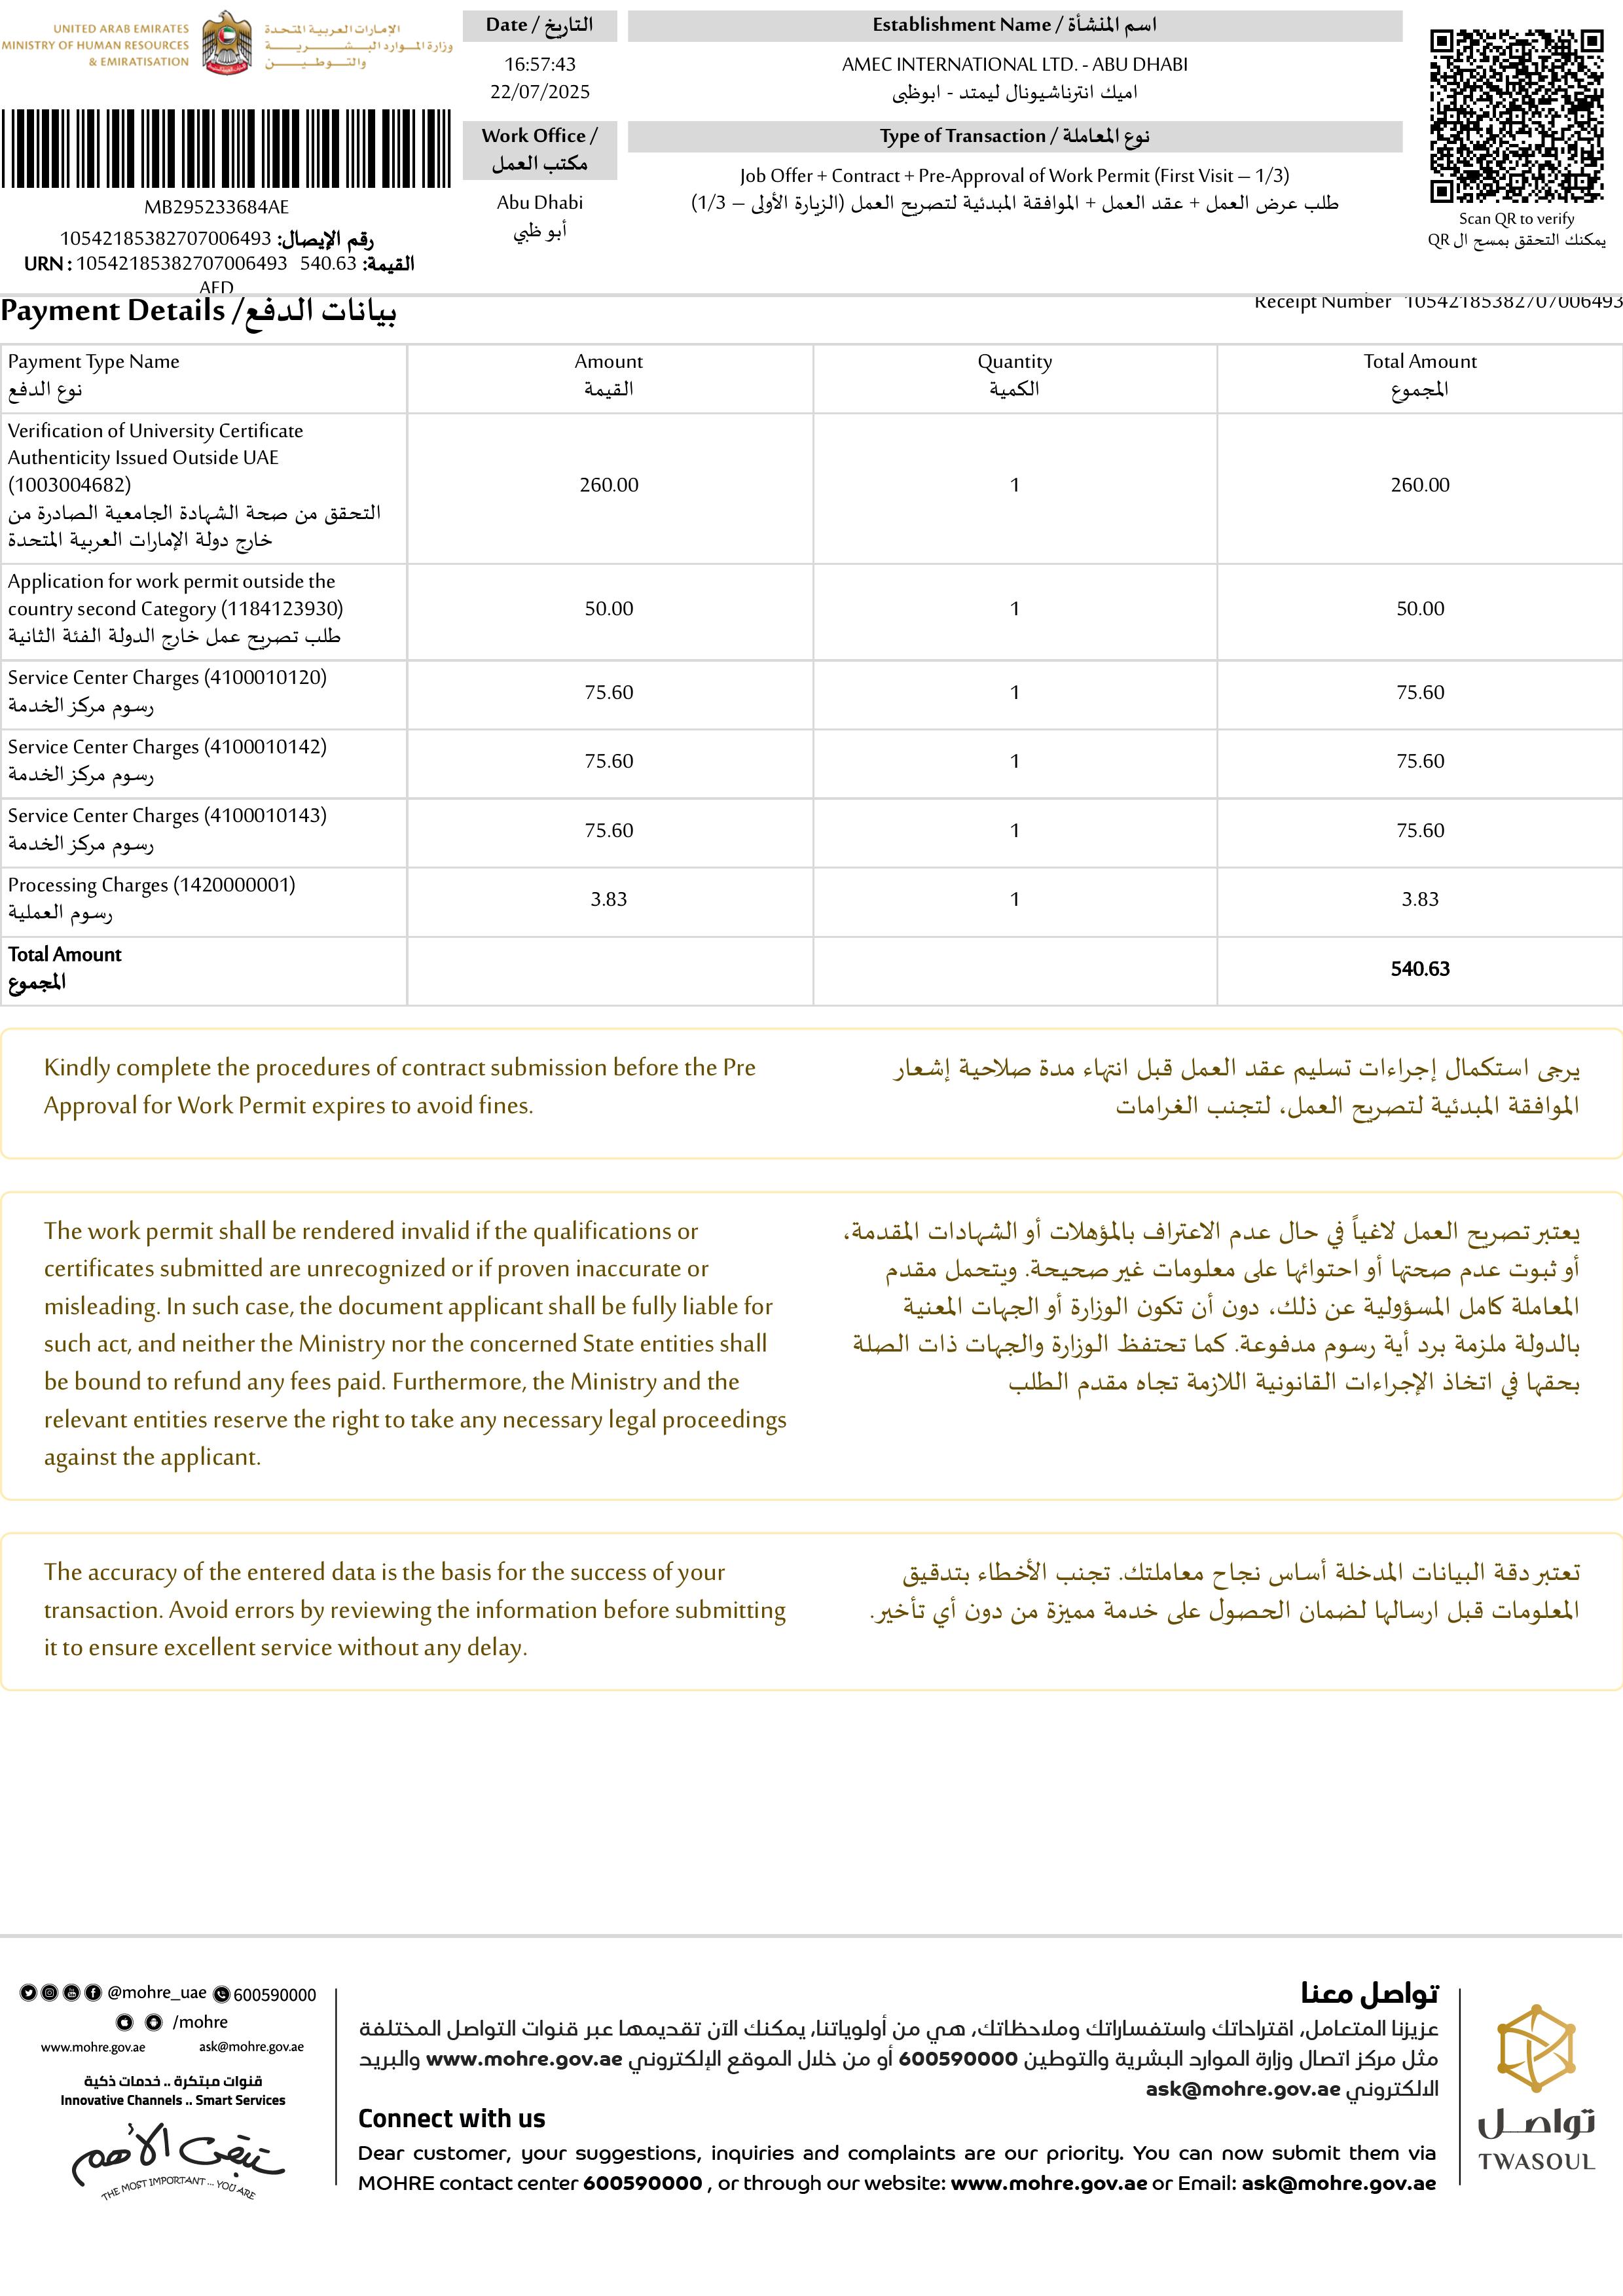 UNITED ARAB EMIRATES
MINISTRY OF HUMAN RESOURCES
& EMIRATISATION
الإمارات العربية المتحدة
وزارة الموارد البشرية
والتوطين
MB295233684AE
رقم الإيصال: 10542185382707006493
URN : 10542185382707006493 القيمة: 540.63
AED
Date / التاريخ
16:57:43
22/07/2025
Work Office /
مكتب العمل
Abu Dhabi
أبو ظبي
Establishment Name / اسم المنشأة
AMEC INTERNATIONAL LTD. - ABU DHABI
اميك انترناشيونال ليمتد - ابوظبى
Type of Transaction / نوع المعاملة
Job Offer + Contract + Pre-Approval of Work Permit (First Visit – 1/3)
طلب عرض العمل + عقد العمل + الموافقة المبدئية لتصريح العمل (الزيارة الأولى – 1/3)
Scan QR to verify
يمكنك التحقق بمسح ال QR
Payment Details / بيانات الدفع
Receipt Number 10542185382707006493
Payment Type Name
نوع الدفع
Amount
القيمة
Quantity
الكمية
Total Amount
المجموع
Verification of University Certificate
Authenticity Issued Outside UAE
(1003004682)
التحقق من صحة الشهادة الجامعية الصادرة من
خارج دولة الإمارات العربية المتحدة
260.00
1
260.00
Application for work permit outside the
country second Category (1184123930)
طلب تصريح عمل خارج الدولة الفئة الثانية
50.00
1
50.00
Service Center Charges (4100010120)
رسوم مركز الخدمة
75.60
1
75.60
Service Center Charges (4100010142)
رسوم مركز الخدمة
75.60
1
75.60
Service Center Charges (4100010143)
رسوم مركز الخدمة
75.60
1
75.60
Processing Charges (1420000001)
رسوم العملية
3.83
1
3.83
Total Amount
المجموع
540.63
Kindly complete the procedures of contract submission before the Pre
Approval for Work Permit expires to avoid fines.
يرجى استكمال إجراءات تسليم عقد العمل قبل انتهاء مدة صلاحية إشعار
الموافقة المبدئية لتصريح العمل، لتجنب الغرامات
The work permit shall be rendered invalid if the qualifications or
certificates submitted are unrecognized or if proven inaccurate or
misleading. In such case, the document applicant shall be fully liable for
such act, and neither the Ministry nor the concerned State entities shall
be bound to refund any fees paid. Furthermore, the Ministry and the
relevant entities reserve the right to take any necessary legal proceedings
against the applicant.
يعتبر تصريح العمل لاغياً في حال عدم الاعتراف بالمؤهلات أو الشهادات المقدمة،
أو ثبوت عدم صحتها أو احتوائها على معلومات غير صحيحة. ويتحمل مقدم
المعاملة كامل المسؤولية عن ذلك، دون أن تكون الوزارة أو الجهات المعنية
بالدولة ملزمة برد أية رسوم مدفوعة. كما تحتفظ الوزارة والجهات ذات الصلة
بحقها في اتخاذ الإجراءات القانونية اللازمة تجاه مقدم الطلب
The accuracy of the entered data is the basis for the success of your
transaction. Avoid errors by reviewing the information before submitting
it to ensure excellent service without any delay.
تعتبر دقة البيانات المدخلة أساس نجاح معاملتك. تجنب الأخطاء بتدقيق
المعلومات قبل ارسالها لضمان الحصول على خدمة مميزة من دون أي تأخير.
@mohre_uae 600590000
/mohre
www.mohre.gov.ae ask@mohre.gov.ae
قنوات مبتكرة .. خدمات ذكية
Innovative Channels .. Smart Services
ستبقى الأهم
THE MOST IMPORTANT ... YOU ARE
تواصل معنا
عزيزنا المتعامل، اقتراحاتك واستفساراتك وملاحظاتك، هي من أولوياتنا, يمكنك الآن تقديمها عبر قنوات التواصل المختلفة
مثل مركز اتصال وزارة الموارد البشرية والتوطين 600590000 أو من خلال الموقع الإلكتروني www.mohre.gov.ae والبريد
الالكتروني ask@mohre.gov.ae
Connect with us
Dear customer, your suggestions, inquiries and complaints are our priority. You can now submit them via
MOHRE contact center 600590000 , or through our website: www.mohre.gov.ae or Email: ask@mohre.gov.ae
تواصل
TWASOUL